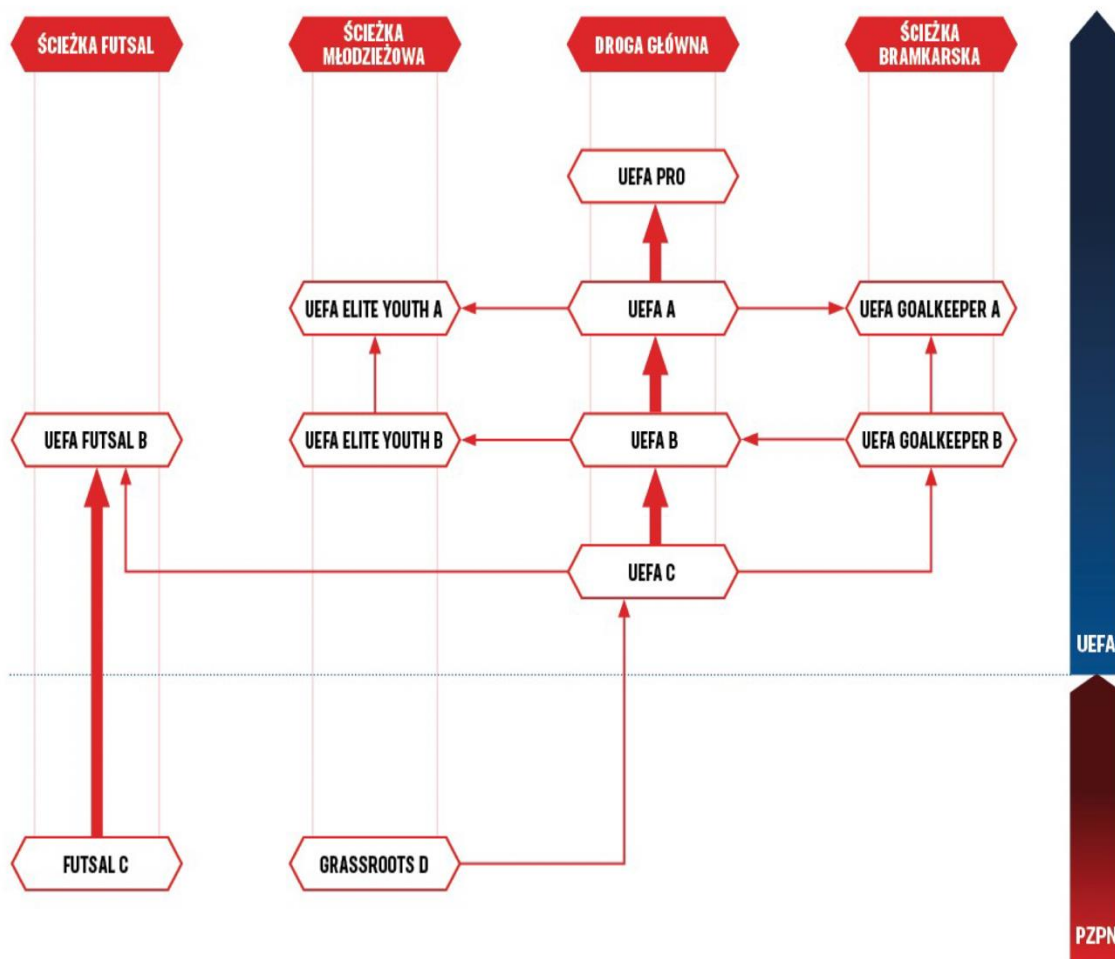 ŚCIEŻKA FUTSAL
ŚCIEŻKA
MŁODZIEŻOWA
DROGA GŁÓWNA
ŚCIEŻKA
BRAMKARSKA
UEFA PRO
UEFA ELITE YOUTH A
UEFA A
UEFA GOALKEEPER A
UEFA FUTSAL B
UEFA ELITE YOUTH B
UEFA B
UEFA GOALKEEPER B
UEFA C
UEFA
FUTSAL C
GRASSROOTS D
PZPN